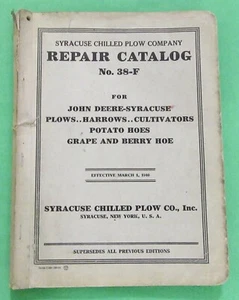 SYRACUSE CHILLED PLOW COMPANY
REPAIR CATALOG
No. 38-F
FOR
JOHN DEERE-SYRACUSE
PLOWS..HARROWS..CULTIVATORS
POTATO HOES
GRAPE AND BERRY HOE
EFFECTIVE MARCH 1, 1940
SYRACUSE CHILLED PLOW CO., Inc.
SYRACUSE, NEW YORK, U. S. A.
SUPERSEDES ALL PREVIOUS EDITIONS